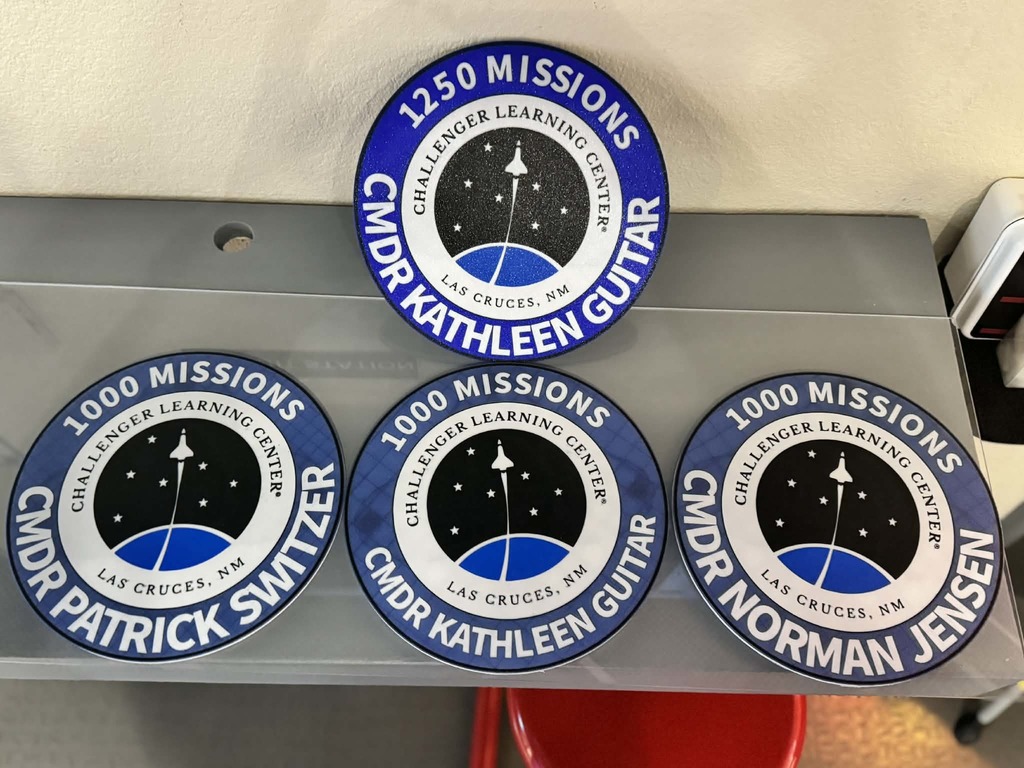 1250 MISSIONS
CHALLENGER LEARNING CENTER®
LAS CRUCES, NM
CMDR KATHLEEN GUITAR
1000 MISSIONS
CHALLENGER LEARNING CENTER®
LAS CRUCES, NM
CMDR PATRICK SWITZER
1000 MISSIONS
CHALLENGER LEARNING CENTER®
LAS CRUCES, NM
CMDR KATHLEEN GUITAR
1000 MISSIONS
CHALLENGER LEARNING CENTER®
LAS CRUCES, NM
CMDR NORMAN JENSEN